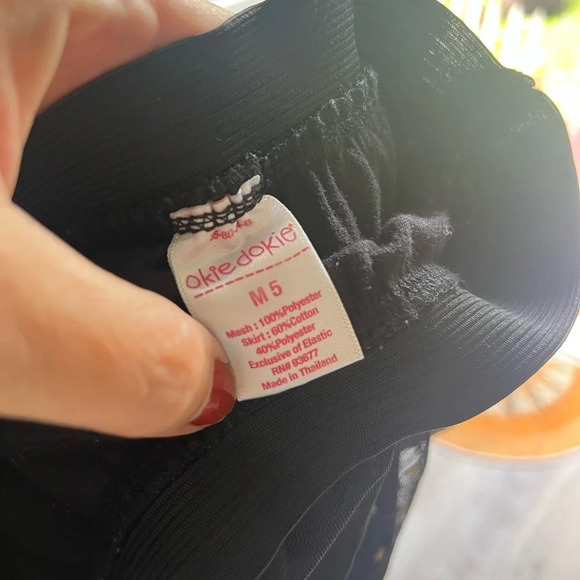 okie dokie
M 5
Mesh : 100%Polyester
Skirt : 60%Cotton
40%Polyester
Exclusive of Elastic
RN# 93677
Made in Thailand